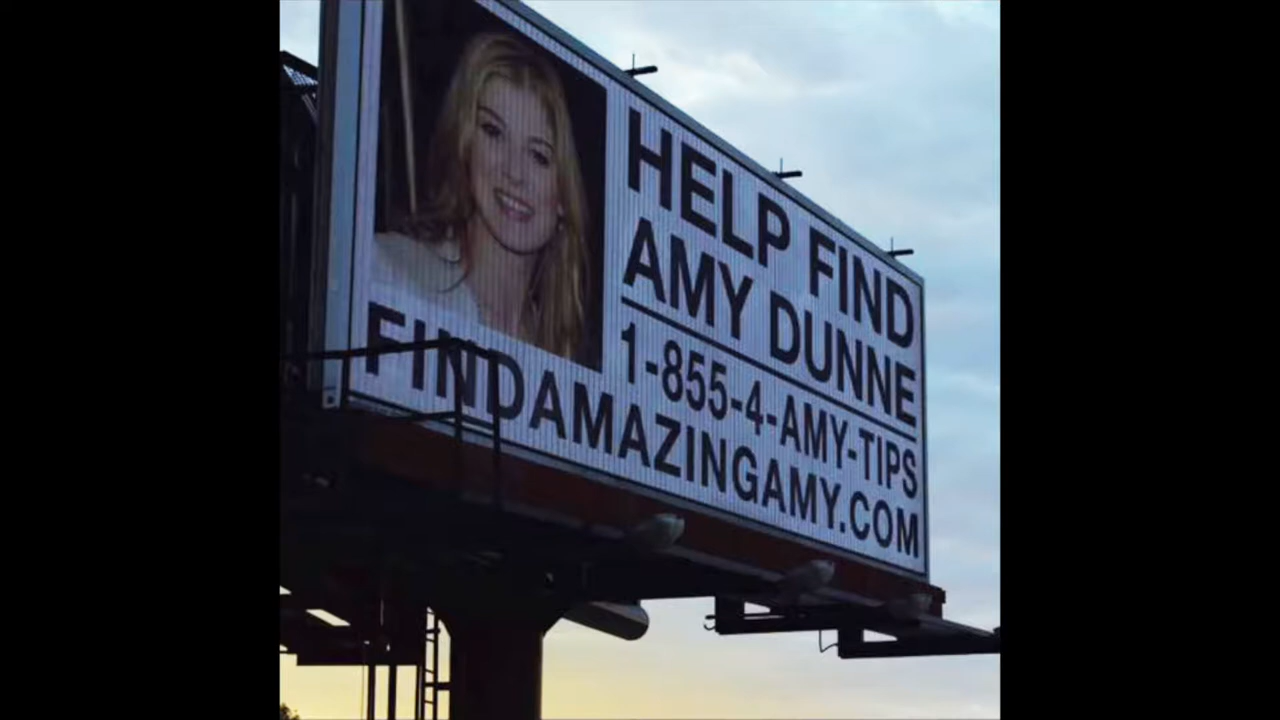 HELP FIND
AMY DUNNE
1-855-4-AMY-TIPS
FINDAMAZINGAMY.COM